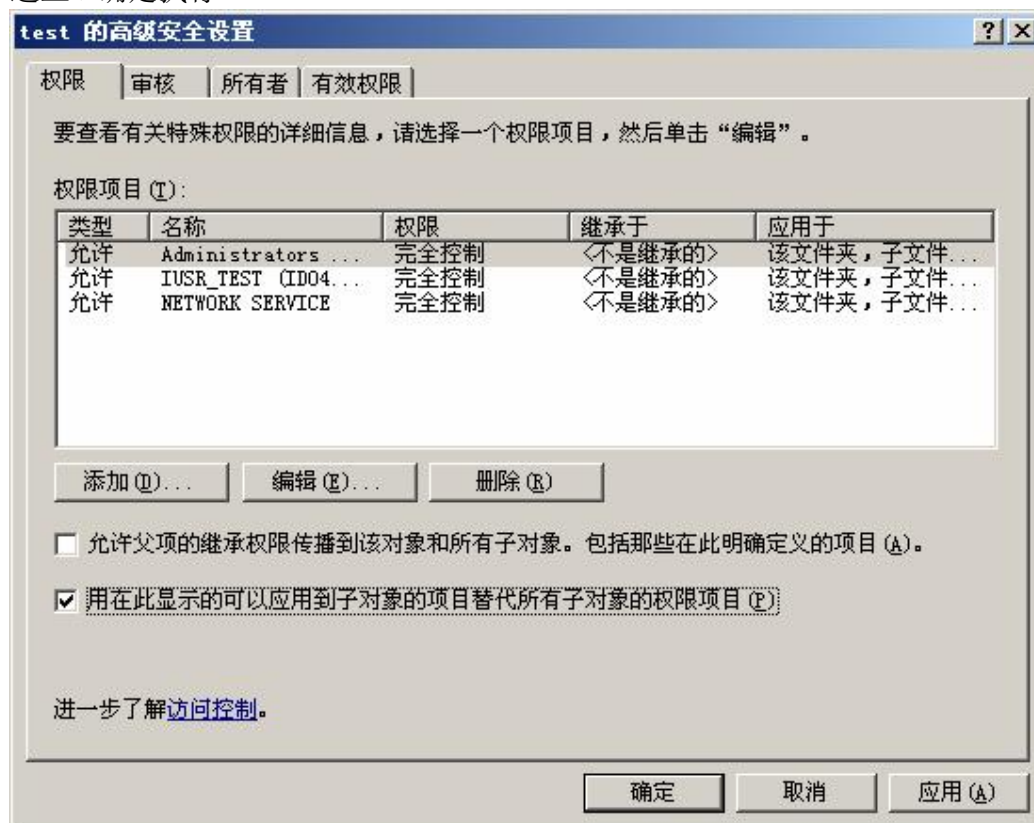 test 的高级安全设置
权限 审核 所有者 有效权限
要查看有关特殊权限的详细信息，请选择一个权限项目，然后单击“编辑”。
权限项目(T):
类型 名称 权限 继承于 应用于
允许 Administrators ... 完全控制 <不是继承的> 该文件夹，子文件...
允许 IUSR_TEST (IDO4... 完全控制 <不是继承的> 该文件夹，子文件...
允许 NETWORK SERVICE 完全控制 <不是继承的> 该文件夹，子文件...
添加(D)... 编辑(E)... 删除(R)
允许父项的继承权限传播到该对象和所有子对象。包括那些在此明确定义的项目(A)。
用在此显示的可以应用到子对象的项目替代所有子对象的权限项目(P)
进一步了解访问控制。
确定 取消 应用(A)